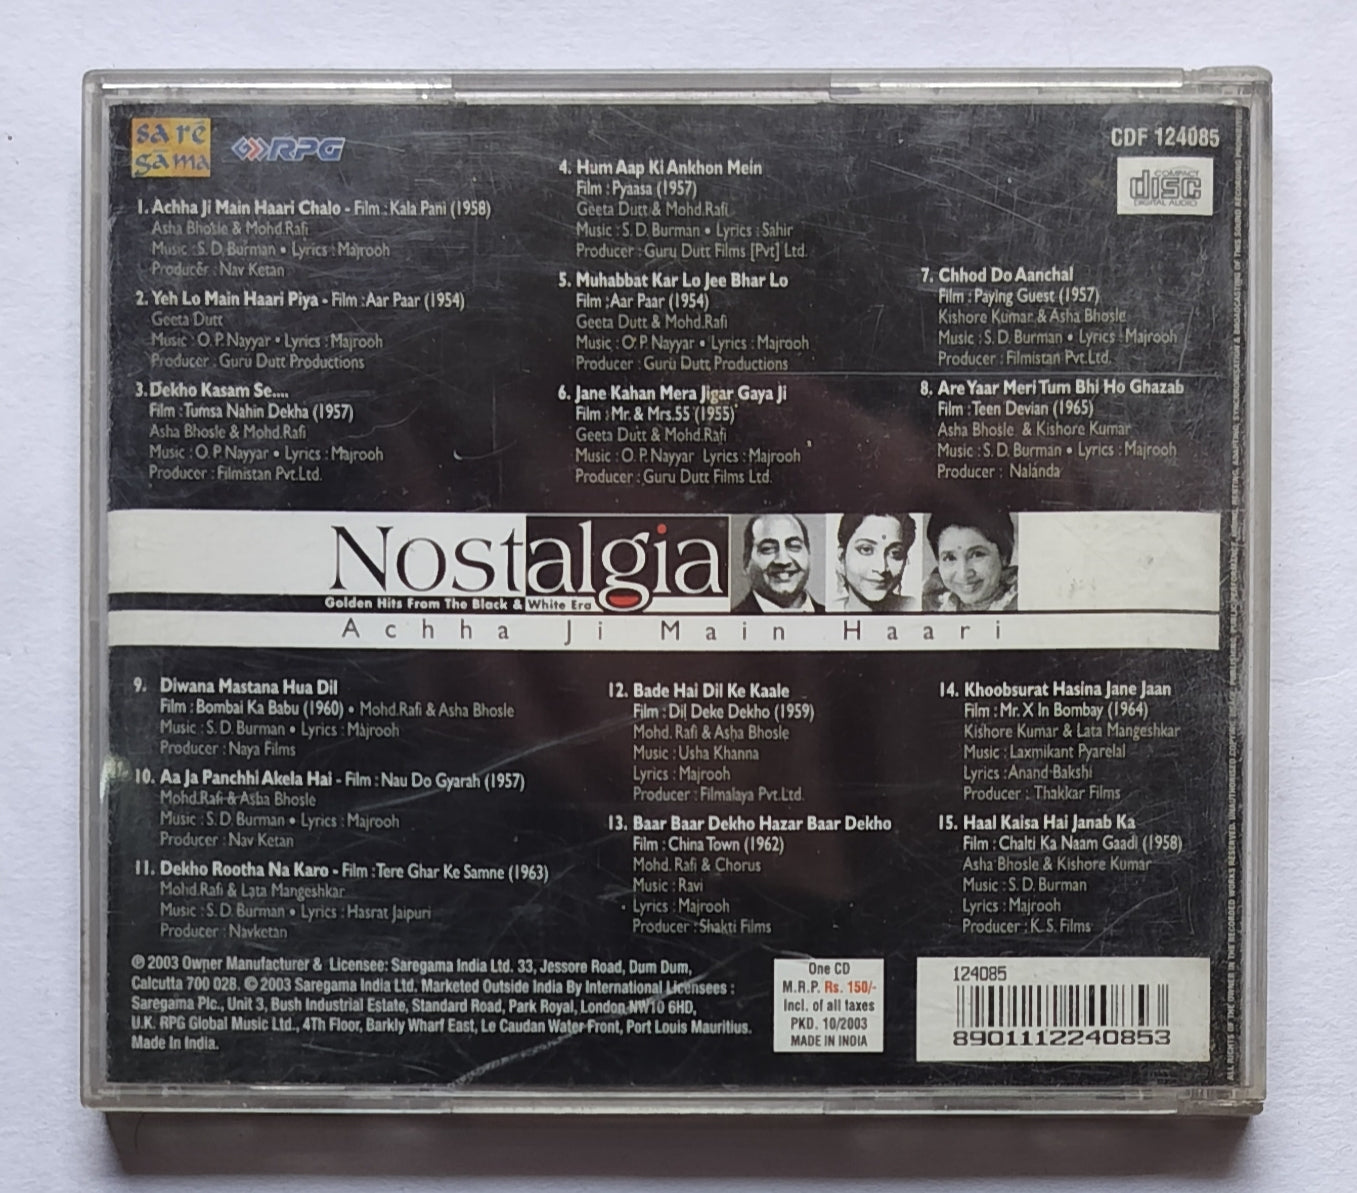 sa rē
gāma
RPG
CDF 124085
COMPACT
disc
DIGITAL AUDIO
1. Achha Ji Main Haari Chalo - Film : Kala Pani (1958)
Asha Bhosle & Mohd.Rafi
Music : S. D. Burman • Lyrics : Majrooh
Producer : Nav Ketan
2. Yeh Lo Main Haari Piya - Film : Aar Paar (1954)
Geeta Dutt
Music : O. P. Nayyar • Lyrics : Majrooh
Producer : Guru Dutt Productions
3. Dekho Kasam Se....
Film : Tumsa Nahin Dekha (1957)
Asha Bhosle & Mohd.Rafi
Music : O. P. Nayyar • Lyrics : Majrooh
Producer : Filmistan Pvt.Ltd.
4. Hum Aap Ki Ankhon Mein
Film : Pyaasa (1957)
Geeta Dutt & Mohd.Rafi
Music : S. D. Burman • Lyrics : Sahir
Producer : Guru Dutt Films [Pvt] Ltd.
5. Muhabbat Kar Lo Jee Bhar Lo
Film : Aar Paar (1954)
Geeta Dutt & Mohd.Rafi
Music : O. P. Nayyar • Lyrics : Majrooh
Producer : Guru Dutt Productions
6. Jane Kahan Mera Jigar Gaya Ji
Film : Mr. & Mrs.55 (1955)
Geeta Dutt & Mohd.Rafi
Music : O. P. Nayyar Lyrics : Majrooh
Producer : Guru Dutt Films Ltd.
7. Chhod Do Aanchal
Film : Paying Guest (1957)
Kishore Kumar & Asha Bhosle
Music : S. D. Burman • Lyrics : Majrooh
Producer : Filmistan Pvt.Ltd.
8. Are Yaar Meri Tum Bhi Ho Ghazab
Film : Teen Devian (1965)
Asha Bhosle & Kishore Kumar
Music : S. D. Burman • Lyrics : Majrooh
Producer : Nalanda
Nostalgia
Golden Hits From The Black & White Era
Achha Ji Main Haari
9. Diwana Mastana Hua Dil
Film : Bombai Ka Babu (1960) • Mohd.Rafi & Asha Bhosle
Music : S. D. Burman • Lyrics : Majrooh
Producer : Naya Films
10. Aa Ja Panchhi Akela Hai - Film : Nau Do Gyarah (1957)
Mohd.Rafi & Asha Bhosle
Music : S. D. Burman • Lyrics : Majrooh
Producer : Nav Ketan
11. Dekho Rootha Na Karo - Film : Tere Ghar Ke Samne (1963)
Mohd.Rafi & Lata Mangeshkar
Music : S. D. Burman • Lyrics : Hasrat Jaipuri
Producer : Navketan
12. Bade Hai Dil Ke Kaale
Film : Dil Deke Dekho (1959)
Mohd. Rafi & Asha Bhosle
Music : Usha Khanna
Lyrics : Majrooh
Producer : Filmalaya Pvt.Ltd.
13. Baar Baar Dekho Hazar Baar Dekho
Film : China Town (1962)
Mohd. Rafi & Chorus
Music : Ravi
Lyrics : Majrooh
Producer : Shakti Films
14. Khoobsurat Hasina Jane Jaan
Film : Mr. X In Bombay (1964)
Kishore Kumar & Lata Mangeshkar
Music : Laxmikant Pyarelal
Lyrics : Anand Bakshi
Producer : Thakkar Films
15. Haal Kaisa Hai Janab Ka
Film : Chalti Ka Naam Gaadi (1958)
Asha Bhosle & Kishore Kumar
Music : S. D. Burman
Lyrics : Majrooh
Producer : K. S. Films
℗ 2003 Owner Manufacturer & Licensee: Saregama India Ltd. 33, Jessore Road, Dum Dum,
Calcutta 700 028. © 2003 Saregama India Ltd. Marketed Outside India By International Licensees :
Saregama Plc., Unit 3, Bush Industrial Estate, Standard Road, Park Royal, London NW10 6HD,
U.K. RPG Global Music Ltd., 4Th Floor, Barkly Wharf East, Le Caudan Water Front, Port Louis Mauritius.
Made In India.
One CD
M.R.P. Rs. 150/-
Incl. of all taxes
PKD. 10/2003
MADE IN INDIA
124085
8901112240853
ALL RIGHTS OF THE OWNER IN THE RECORDED WORKS RESERVED. UNAUTHORISED